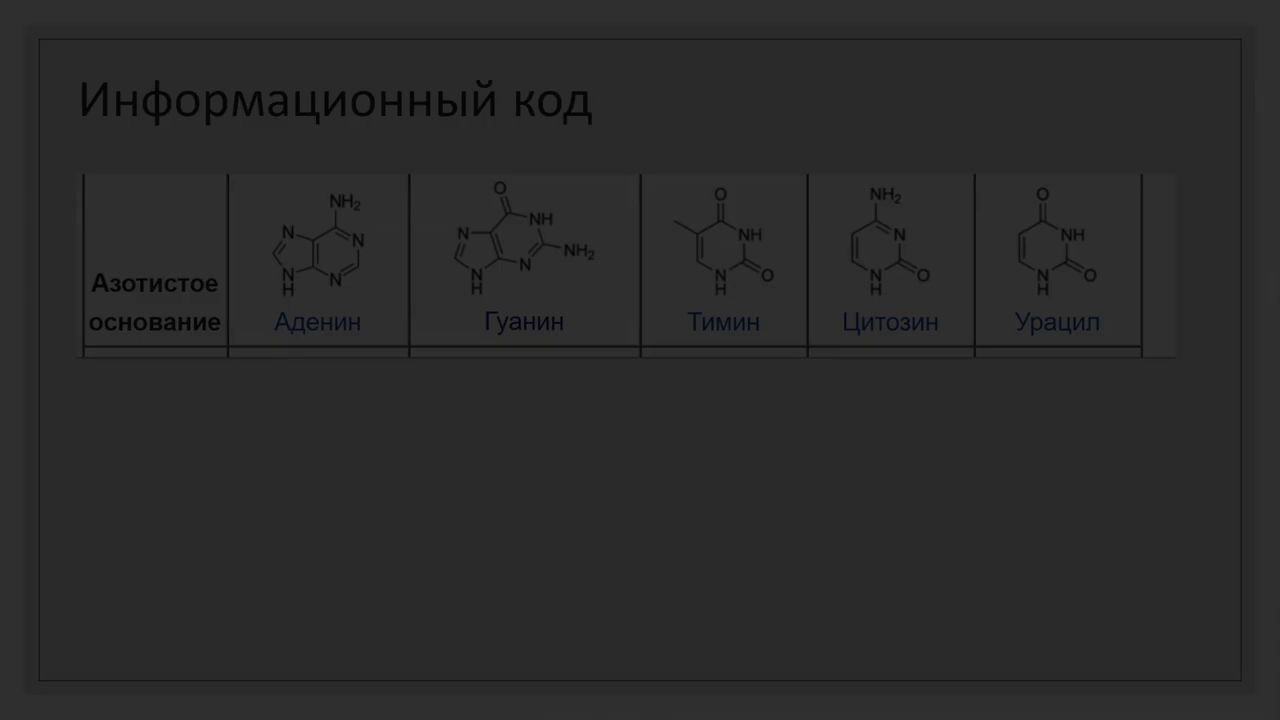 Информационный код
Азотистое основание
NH2
N
N
N
N
H
Аденин
O
N
NH
N
H
N
NH2
Гуанин
O
NH
N
H
O
Тимин
NH2
N
N
H
O
Цитозин
O
NH
N
H
O
Урацил